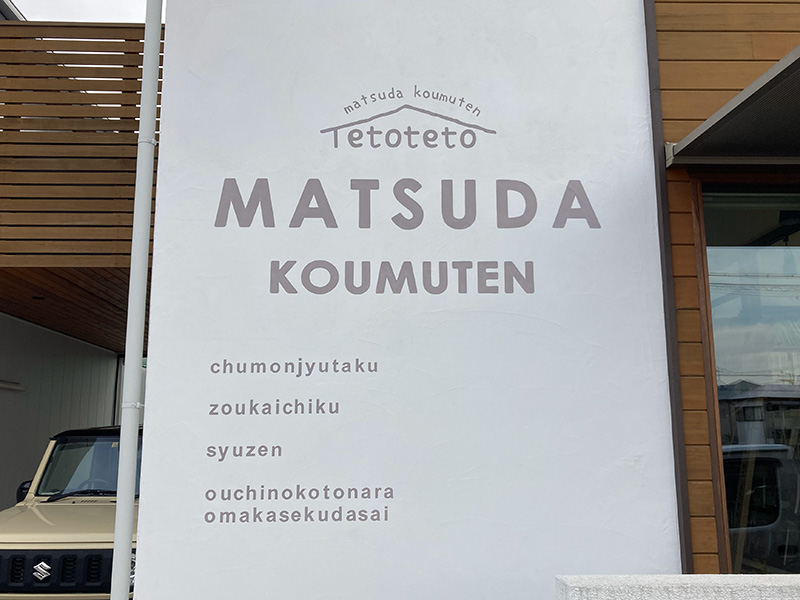 matsuda koumuten
Tetoteto
MATSUDA
KOUMUTEN
chumonjyutaku
zoukaichiku
syuzen
ouchinokotonara
omakasekudasai